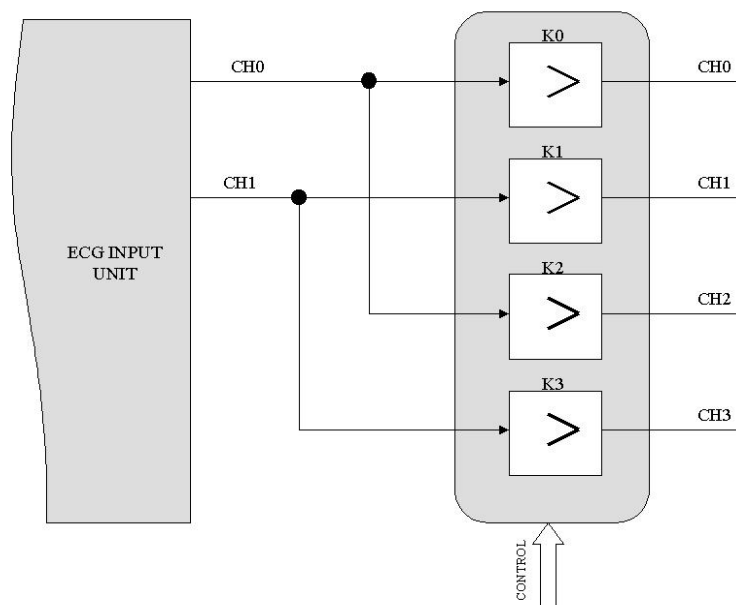 K0
CH0
CH0
K1
CH1
CH1
ECG INPUT
UNIT
K2
CH2
K3
CH3
CONTROL